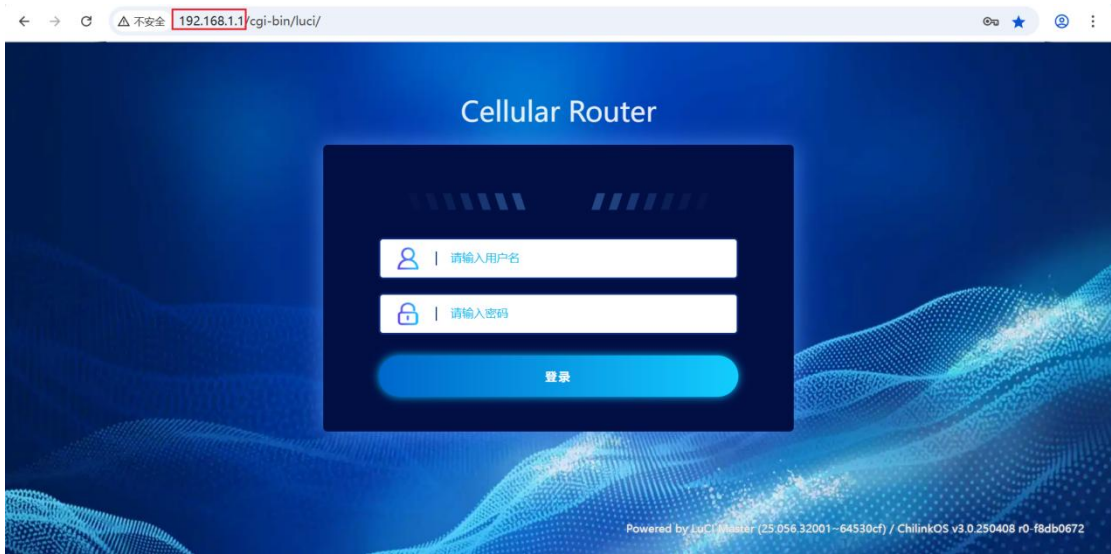 不安全 192.168.1.1/cgi-bin/luci/
Cellular Router
请输入用户名
请输入密码
登录
Powered by LuCI Master (25.056.32001~64530cf) / ChilinkOS v3.0.250408 r0-f8db0672